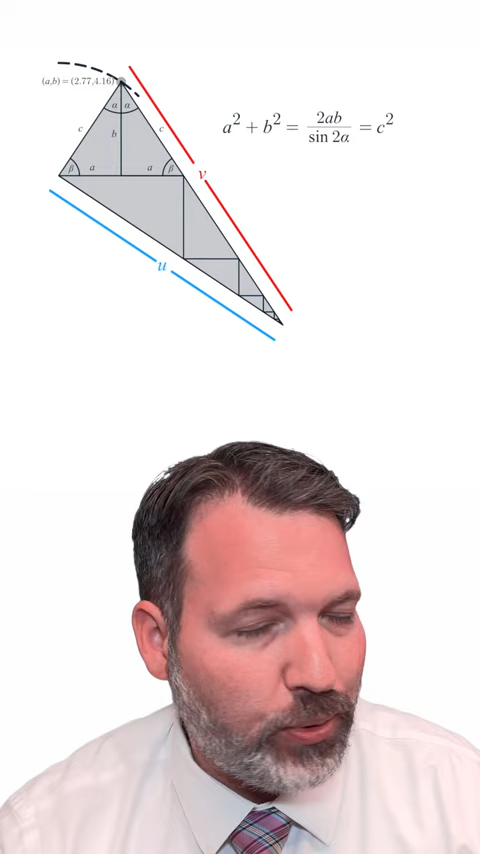 (a,b) = (2.77,4.16)
α α
c b c
β a a β
v
u
a² + b² = 2ab / sin 2α = c²